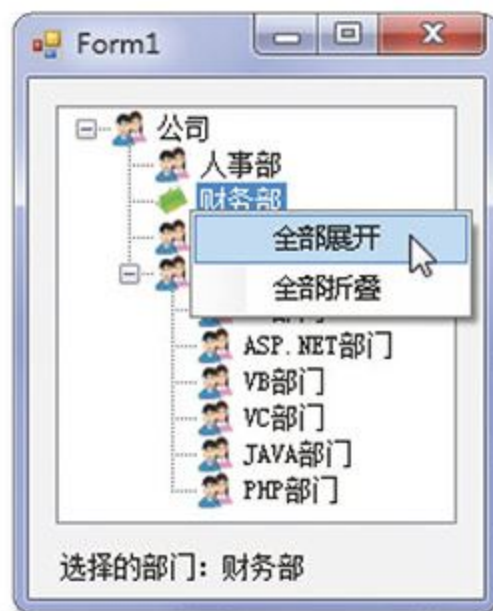 Form1
公司
人事部
财务部
全部展开
全部折叠
ASP.NET部门
VB部门
VC部门
JAVA部门
PHP部门
选择的部门：财务部